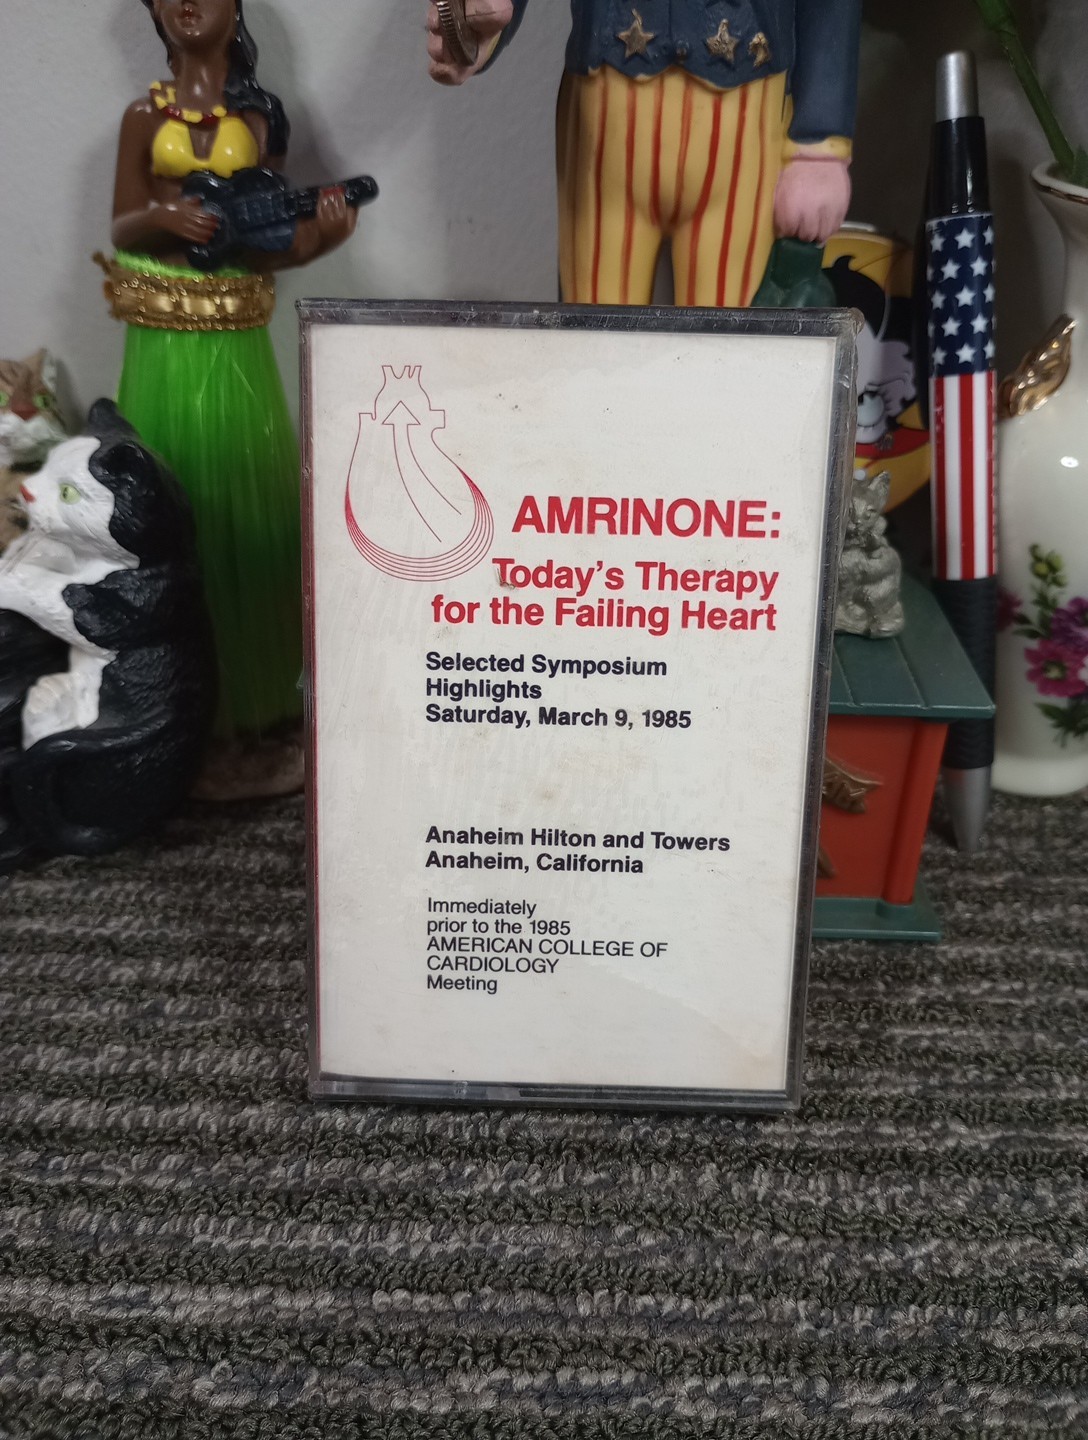 AMRINONE:
Today's Therapy
for the Failing Heart
Selected Symposium
Highlights
Saturday, March 9, 1985
Anaheim Hilton and Towers
Anaheim, California
Immediately
prior to the 1985
AMERICAN COLLEGE OF
CARDIOLOGY
Meeting